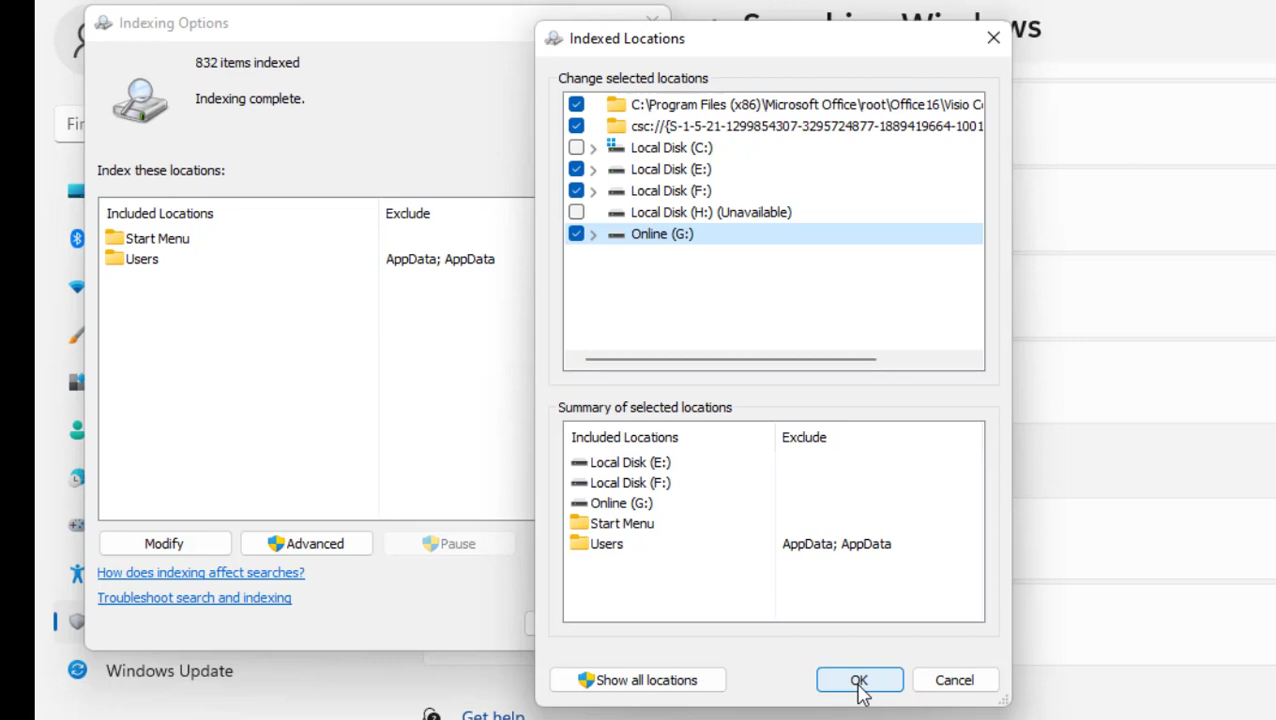 Indexing Options
832 items indexed
Indexing complete.
Index these locations:
Included Locations
Exclude
Start Menu
Users
AppData; AppData
Modify
Advanced
Pause
How does indexing affect searches?
Troubleshoot search and indexing
Windows Update
Get help
Indexed Locations
Change selected locations
C:\Program Files (x86)\Microsoft Office\root\Office16\Visio
csc://{S-1-5-21-1299854307-3295724877-1889419664-1001
Local Disk (C:)
Local Disk (E:)
Local Disk (F:)
Local Disk (H:) (Unavailable)
Online (G:)
Summary of selected locations
Included Locations
Exclude
Local Disk (E:)
Local Disk (F:)
Online (G:)
Start Menu
Users
AppData; AppData
Show all locations
OK
Cancel